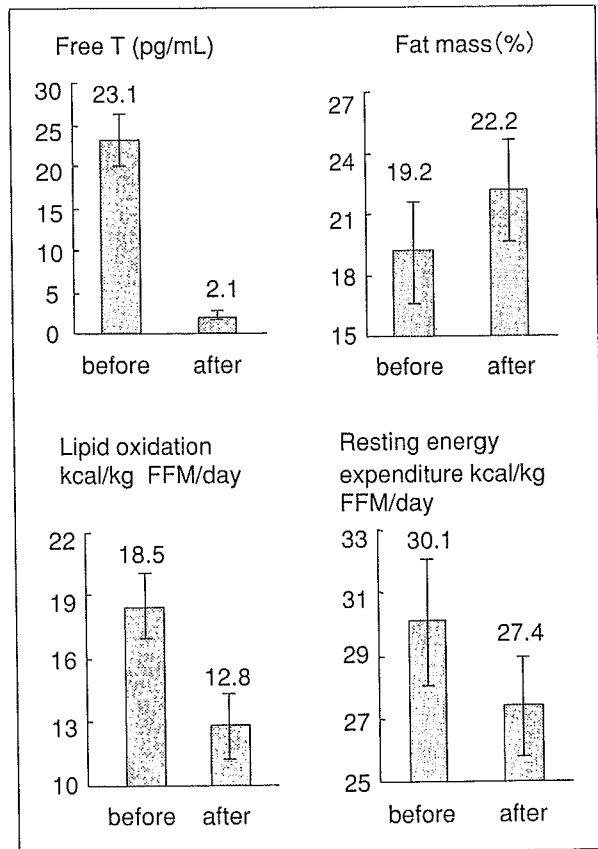 Free T (pg/mL)
30
25
20
15
10
5
0
23.1
2.1
before after
Fat mass(%)
27
24
21
18
15
19.2
22.2
before after
Lipid oxidation
kcal/kg FFM/day
22
19
16
13
10
18.5
12.8
before after
Resting energy
expenditure kcal/kg
FFM/day
33
31
29
27
25
30.1
27.4
before after